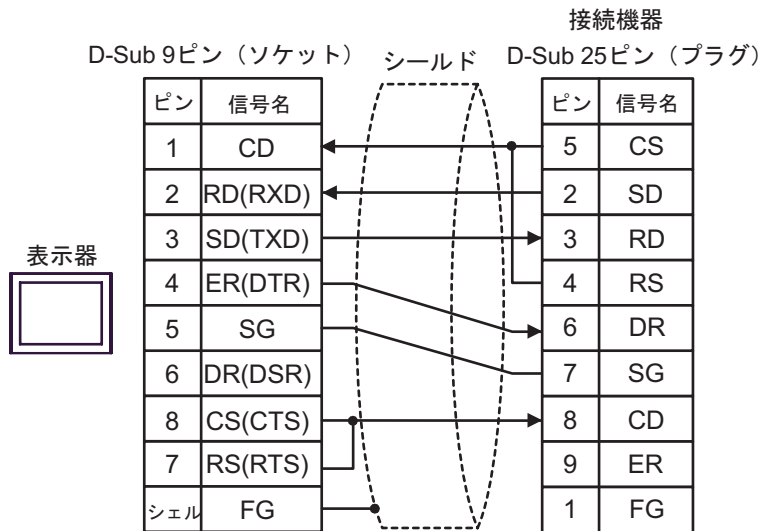 接続機器
D-Sub 9ピン（ソケット） シールド D-Sub 25ピン（プラグ）
ピン 信号名 ピン 信号名
1 CD 5 CS
2 RD(RXD) 2 SD
3 SD(TXD) 3 RD
表示器
4 ER(DTR) 4 RS
5 SG 6 DR
6 DR(DSR) 7 SG
8 CS(CTS) 8 CD
7 RS(RTS) 9 ER
シェル FG 1 FG